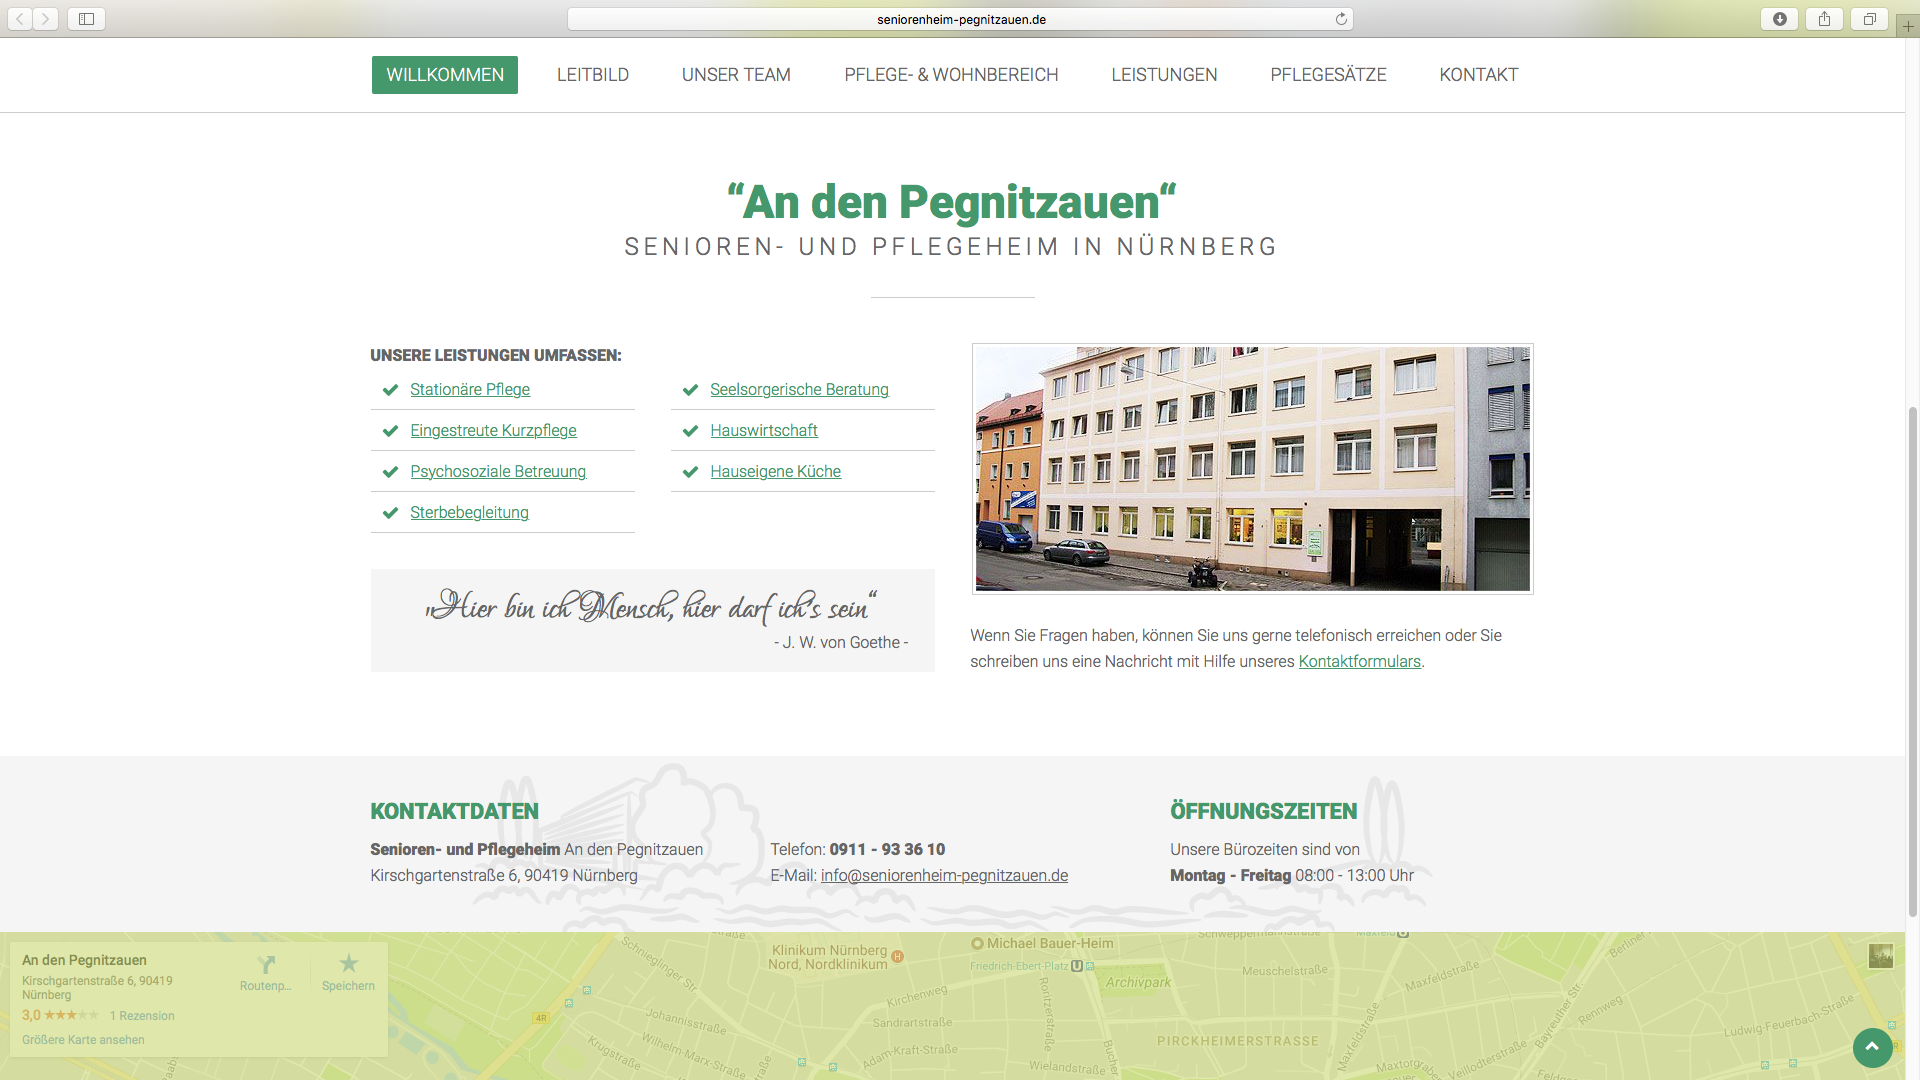 seniorenheim-pegnitzauen.de
WILLKOMMEN
LEITBILD
UNSER TEAM
PFLEGE- & WOHNBEREICH
LEISTUNGEN
PFLEGESÄTZE
KONTAKT
“An den Pegnitzauen“
SENIOREN- UND PFLEGEHEIM IN NÜRNBERG
UNSERE LEISTUNGEN UMFASSEN:
Stationäre Pflege
Eingestreute Kurzpflege
Psychosoziale Betreuung
Sterbebegleitung
Seelsorgerische Beratung
Hauswirtschaft
Hauseigene Küche
„Hier bin ich Mensch, hier darf ich's sein“
- J. W. von Goethe -
Wenn Sie Fragen haben, können Sie uns gerne telefonisch erreichen oder Sie
schreiben uns eine Nachricht mit Hilfe unseres Kontaktformulars.
KONTAKTDATEN
Senioren- und Pflegeheim An den Pegnitzauen
Kirschgartenstraße 6, 90419 Nürnberg
Telefon: 0911 - 93 36 10
E-Mail: info@seniorenheim-pegnitzauen.de
ÖFFNUNGSZEITEN
Unsere Bürozeiten sind von
Montag - Freitag 08:00 - 13:00 Uhr
An den Pegnitzauen
Kirschgartenstraße 6, 90419
Nürnberg
3,0 ★★★★★ 1 Rezension
Größere Karte ansehen
Routenp...
Speichern
Schnieglinger Str.
Klinikum Nürnberg
Nord, Nordklinikum
H
Michael Bauer-Heim
Friedrich-Ebert-Platz U
Archivpark
Schweppermannstraße
Maxfeld U
Meuschelstraße
Maxfeldstraße
Berliner
4R
Johannisstraße
Kirchenweg
Sandrartstraße
Krugstraße
Wilhelm-Marx-Straße
Adam-Kraft-Straße
Roritzerstraße
Bucher
Wielandstraße
PIRCKHEIMERSTRASSE
Maxfeldstraße
Maxtorgraben
Veillodterstraße
Bayreuther Str.
Rennweg
Ludwig-Feuerbach-Straße